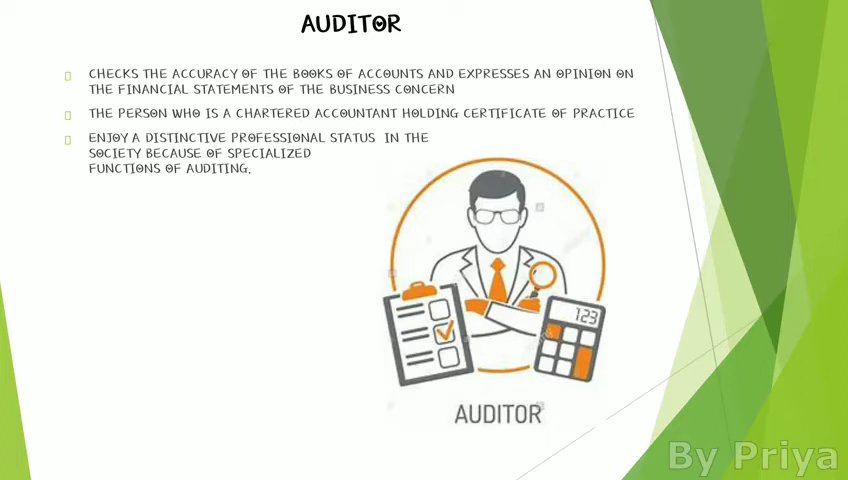 AUDITOR
CHECKS THE ACCURACY OF THE BOOKS OF ACCOUNTS AND EXPRESSES AN OPINION ON
THE FINANCIAL STATEMENTS OF THE BUSINESS CONCERN
THE PERSON WHO IS A CHARTERED ACCOUNTANT HOLDING CERTIFICATE OF PRACTICE
ENJOY A DISTINCTIVE PROFESSIONAL STATUS IN THE
SOCIETY BECAUSE OF SPECIALIZED
FUNCTIONS OF AUDITING.
123
AUDITOR
By Priya